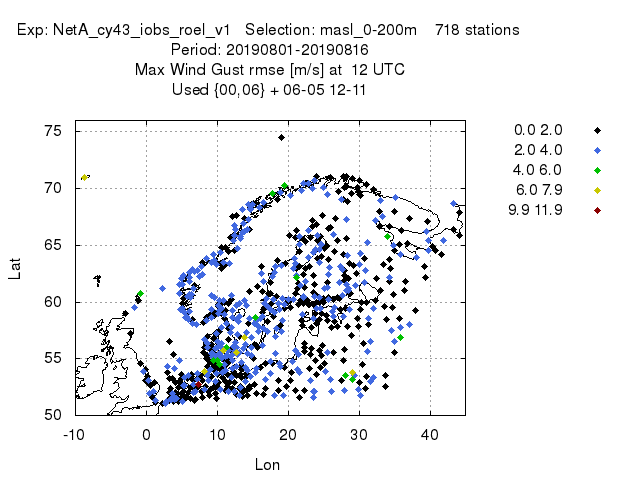 Exp: NetA_cy43_iobs_roel_v1 Selection: masl_0-200m 718 stations
Period: 20190801-20190816
Max Wind Gust rmse [m/s] at 12 UTC
Used {00,06} + 06-05 12-11
75
70
65
60
55
50
Lat
-10 0 10 20 30 40
Lon
0.0 2.0
2.0 4.0
4.0 6.0
6.0 7.9
9.9 11.9